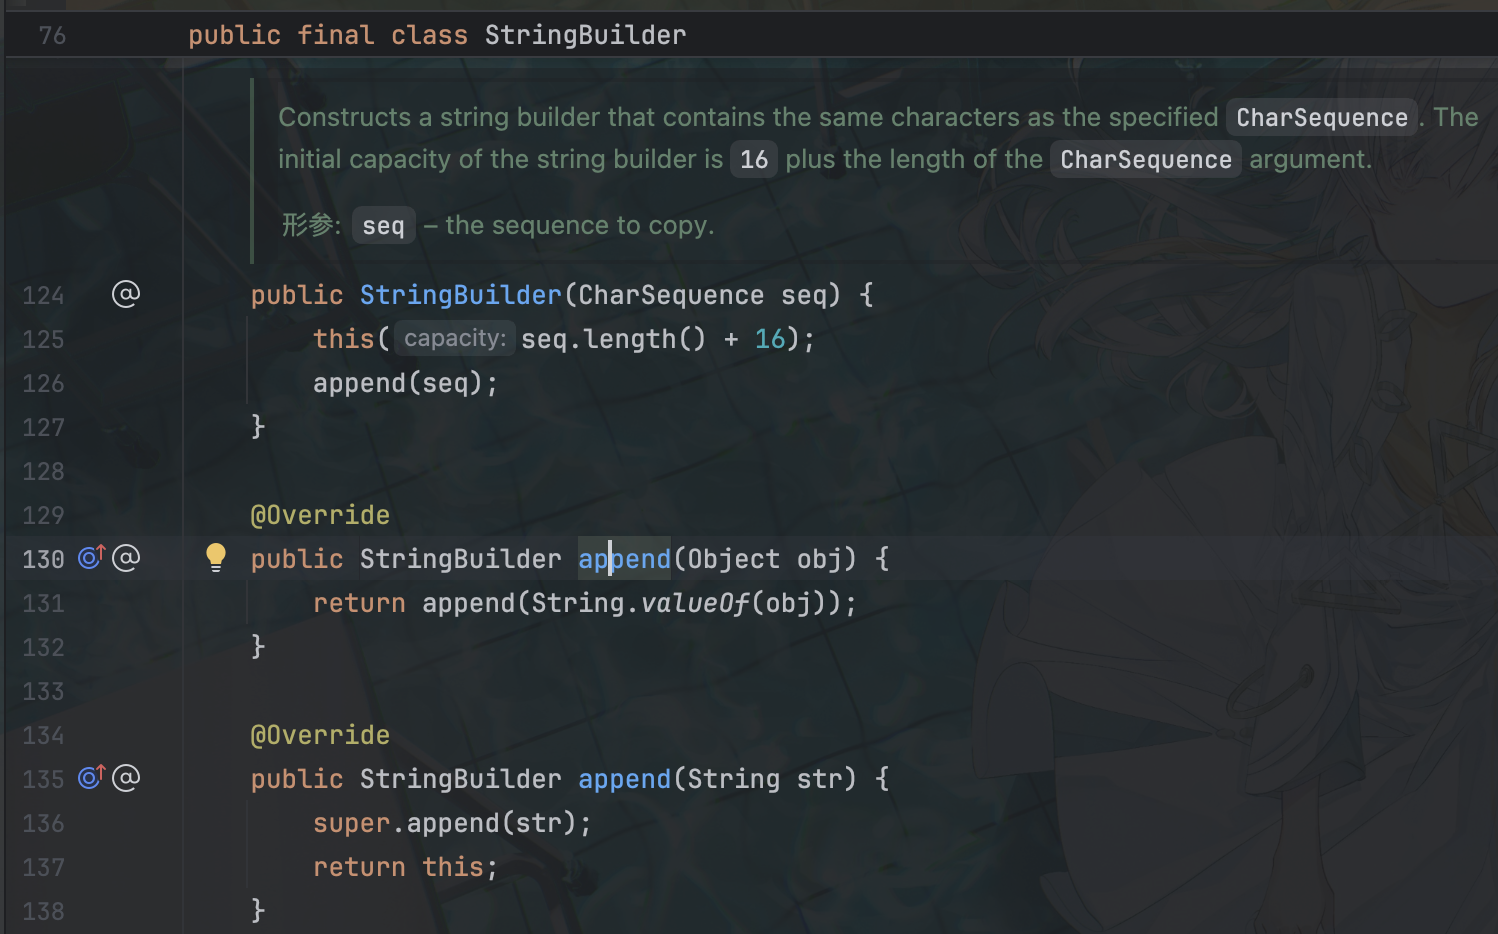 76 public final class StringBuilder
Constructs a string builder that contains the same characters as the specified CharSequence. The
initial capacity of the string builder is 16 plus the length of the CharSequence argument.
形参: seq – the sequence to copy.
124 @ public StringBuilder(CharSequence seq) {
125 this( capacity: seq.length() + 16);
126 append(seq);
127 }
128
129 @Override
130 @ public StringBuilder append(Object obj) {
131 return append(String.valueOf(obj));
132 }
133
134 @Override
135 @ public StringBuilder append(String str) {
136 super.append(str);
137 return this;
138 }